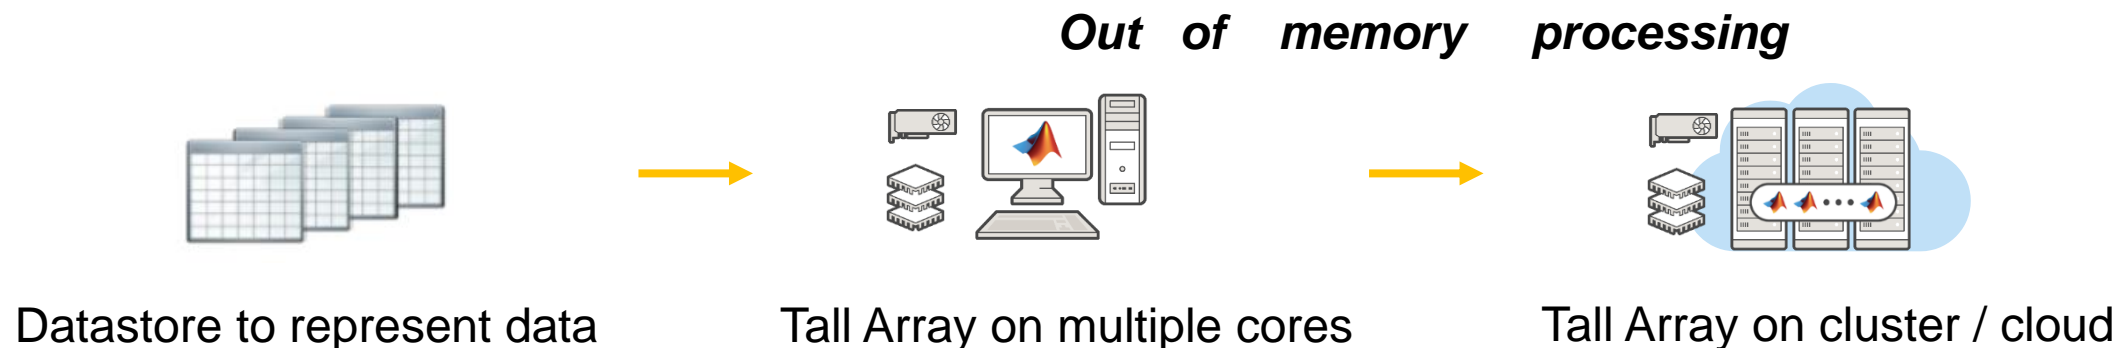 Out of memory processing
Datastore to represent data
Tall Array on multiple cores
Tall Array on cluster / cloud